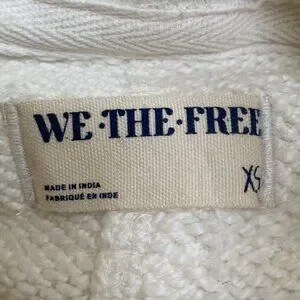 WE·THE·FREE
XS
MADE IN INDIA
FABRIQUÉ EN INDE